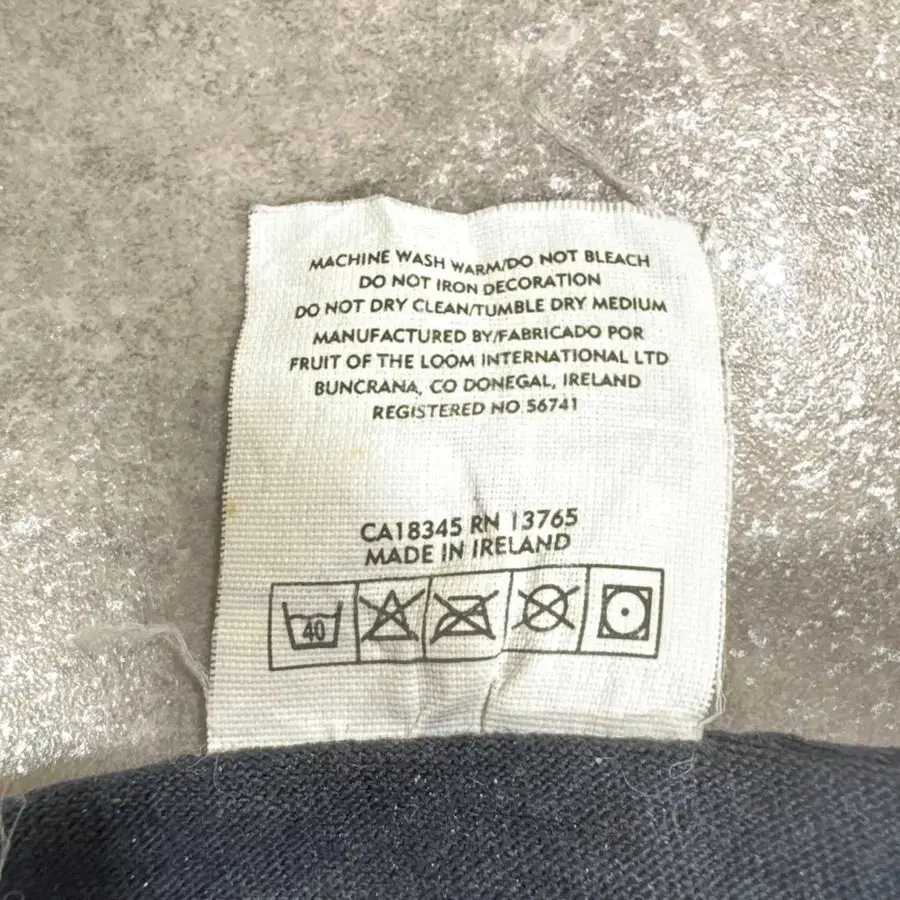 MACHINE WASH WARM/DO NOT BLEACH
DO NOT IRON DECORATION
DO NOT DRY CLEAN/TUMBLE DRY MEDIUM
MANUFACTURED BY/FABRICADO POR
FRUIT OF THE LOOM INTERNATIONAL LTD
BUNCRANA, CO DONEGAL, IRELAND
REGISTERED NO 56741
CA18345 RN 13765
MADE IN IRELAND
40